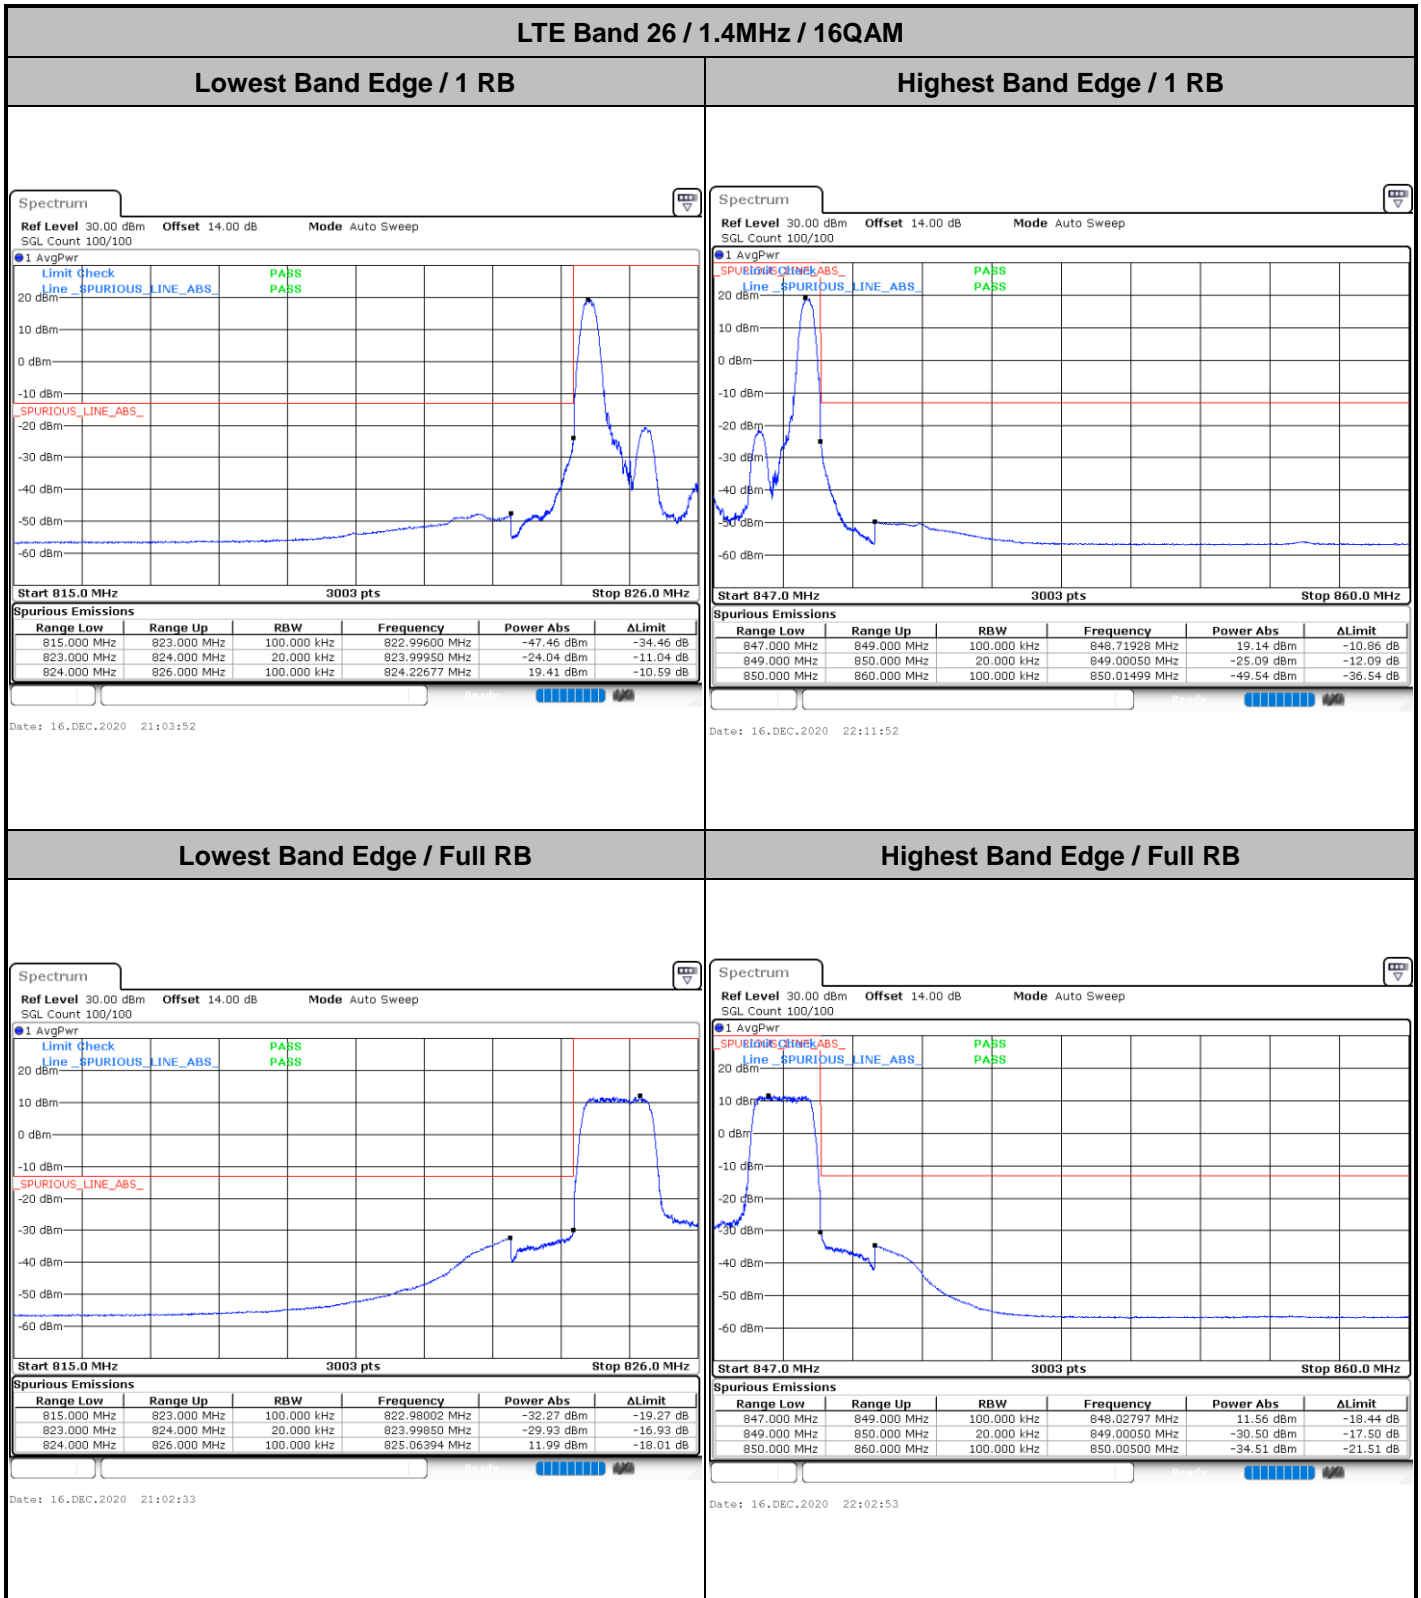 LTE Band 26 / 1.4MHz / 16QAM
Lowest Band Edge / 1 RB
Highest Band Edge / 1 RB
Spectrum
Ref Level 30.00 dBm Offset 14.00 dB Mode Auto Sweep
SGL Count 100/100
1 AvgPwr
Limit Check PASS
Line _SPURIOUS_LINE_ABS_ PASS
20 dBm
10 dBm
0 dBm
-10 dBm
_SPURIOUS_LINE_ABS_
-20 dBm
-30 dBm
-40 dBm
-50 dBm
-60 dBm
Start 815.0 MHz 3003 pts Stop 826.0 MHz
Spurious Emissions
Range Low Range Up RBW Frequency Power Abs ΔLimit
815.000 MHz 823.000 MHz 100.000 kHz 822.99600 MHz -47.46 dBm -34.46 dB
823.000 MHz 824.000 MHz 20.000 kHz 823.99950 MHz -24.04 dBm -11.04 dB
824.000 MHz 826.000 MHz 100.000 kHz 824.22677 MHz 19.41 dBm -10.59 dB
Ready
Date: 16.DEC.2020 21:03:52
Spectrum
Ref Level 30.00 dBm Offset 14.00 dB Mode Auto Sweep
SGL Count 100/100
1 AvgPwr
_SPURIOUS_LINE_ABS_
Limit Check PASS
Line _SPURIOUS_LINE_ABS_ PASS
20 dBm
10 dBm
0 dBm
-10 dBm
-20 dBm
-30 dBm
-40 dBm
-50 dBm
-60 dBm
Start 847.0 MHz 3003 pts Stop 860.0 MHz
Spurious Emissions
Range Low Range Up RBW Frequency Power Abs ΔLimit
847.000 MHz 849.000 MHz 100.000 kHz 848.71928 MHz 19.14 dBm -10.86 dB
849.000 MHz 850.000 MHz 20.000 kHz 849.00050 MHz -25.09 dBm -12.09 dB
850.000 MHz 860.000 MHz 100.000 kHz 850.01499 MHz -49.54 dBm -36.54 dB
Ready
Date: 16.DEC.2020 22:11:52
Lowest Band Edge / Full RB
Highest Band Edge / Full RB
Spectrum
Ref Level 30.00 dBm Offset 14.00 dB Mode Auto Sweep
SGL Count 100/100
1 AvgPwr
Limit Check PASS
Line _SPURIOUS_LINE_ABS_ PASS
20 dBm
10 dBm
0 dBm
-10 dBm
_SPURIOUS_LINE_ABS_
-20 dBm
-30 dBm
-40 dBm
-50 dBm
-60 dBm
Start 815.0 MHz 3003 pts Stop 826.0 MHz
Spurious Emissions
Range Low Range Up RBW Frequency Power Abs ΔLimit
815.000 MHz 823.000 MHz 100.000 kHz 822.98002 MHz -32.27 dBm -19.27 dB
823.000 MHz 824.000 MHz 20.000 kHz 823.99850 MHz -29.93 dBm -16.93 dB
824.000 MHz 826.000 MHz 100.000 kHz 825.06394 MHz 11.99 dBm -18.01 dB
Ready
Date: 16.DEC.2020 21:02:33
Spectrum
Ref Level 30.00 dBm Offset 14.00 dB Mode Auto Sweep
SGL Count 100/100
1 AvgPwr
_SPURIOUS_LINE_ABS_
Limit Check PASS
Line _SPURIOUS_LINE_ABS_ PASS
20 dBm
10 dBm
0 dBm
-10 dBm
-20 dBm
-30 dBm
-40 dBm
-50 dBm
-60 dBm
Start 847.0 MHz 3003 pts Stop 860.0 MHz
Spurious Emissions
Range Low Range Up RBW Frequency Power Abs ΔLimit
847.000 MHz 849.000 MHz 100.000 kHz 848.02797 MHz 11.56 dBm -18.44 dB
849.000 MHz 850.000 MHz 20.000 kHz 849.00050 MHz -30.50 dBm -17.50 dB
850.000 MHz 860.000 MHz 100.000 kHz 850.00500 MHz -34.51 dBm -21.51 dB
Ready
Date: 16.DEC.2020 22:02:53